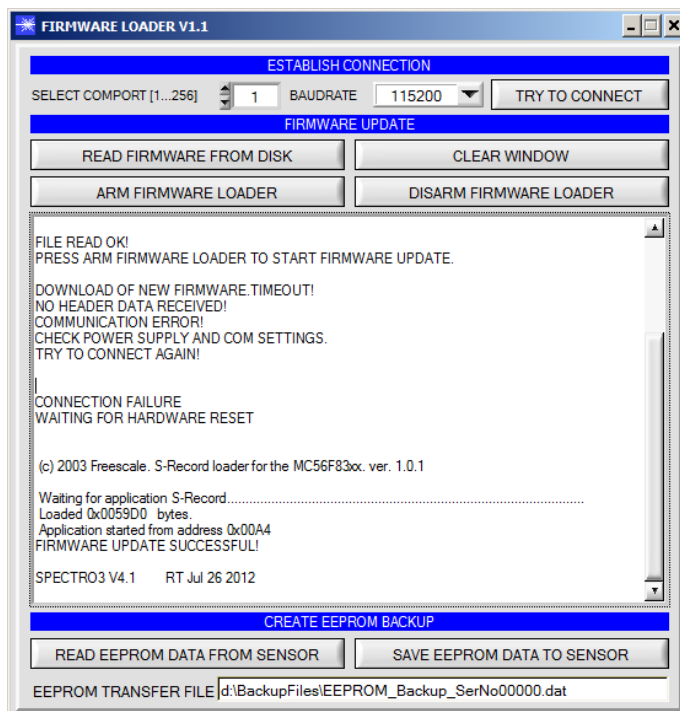 FIRMWARE LOADER V1.1
ESTABLISH CONNECTION
SELECT COMPORT [1...256] 1 BAUDRATE 115200 TRY TO CONNECT
FIRMWARE UPDATE
READ FIRMWARE FROM DISK CLEAR WINDOW
ARM FIRMWARE LOADER DISARM FIRMWARE LOADER
FILE READ OK!
PRESS ARM FIRMWARE LOADER TO START FIRMWARE UPDATE.
DOWNLOAD OF NEW FIRMWARE.TIMEOUT!
NO HEADER DATA RECEIVED!
COMMUNICATION ERROR!
CHECK POWER SUPPLY AND COM SETTINGS.
TRY TO CONNECT AGAIN!
CONNECTION FAILURE
WAITING FOR HARDWARE RESET
(c) 2003 Freescale. S-Record loader for the MC56F83xx. ver. 1.0.1
Waiting for application S-Record.......................................................................................
Loaded 0x0059D0 bytes.
Application started from address 0x00A4
FIRMWARE UPDATE SUCCESSFUL!
SPECTRO3 V4.1 RT Jul 26 2012
CREATE EEPROM BACKUP
READ EEPROM DATA FROM SENSOR SAVE EEPROM DATA TO SENSOR
EEPROM TRANSFER FILE d:\BackupFiles\EEPROM_Backup_SerNo00000.dat